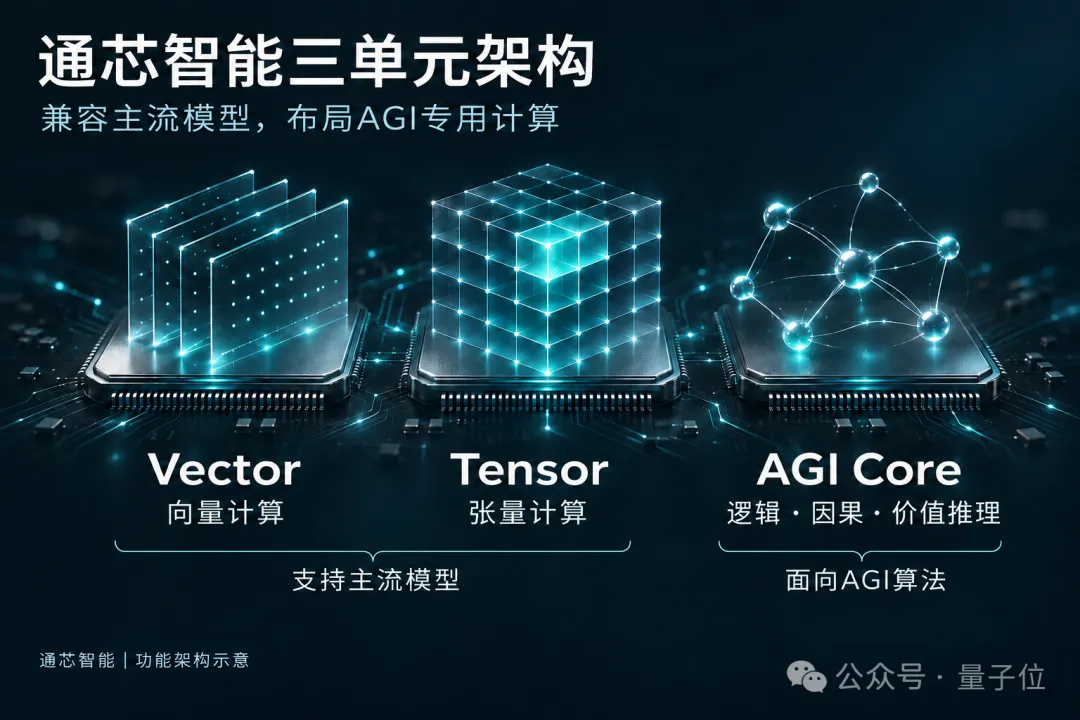 通芯智能三单元架构
兼容主流模型，布局AGI专用计算
Vector
向量计算
Tensor
张量计算
AGI Core
逻辑·因果·价值推理
支持主流模型
面向AGI算法
通芯智能｜功能架构示意
公众号·量子位